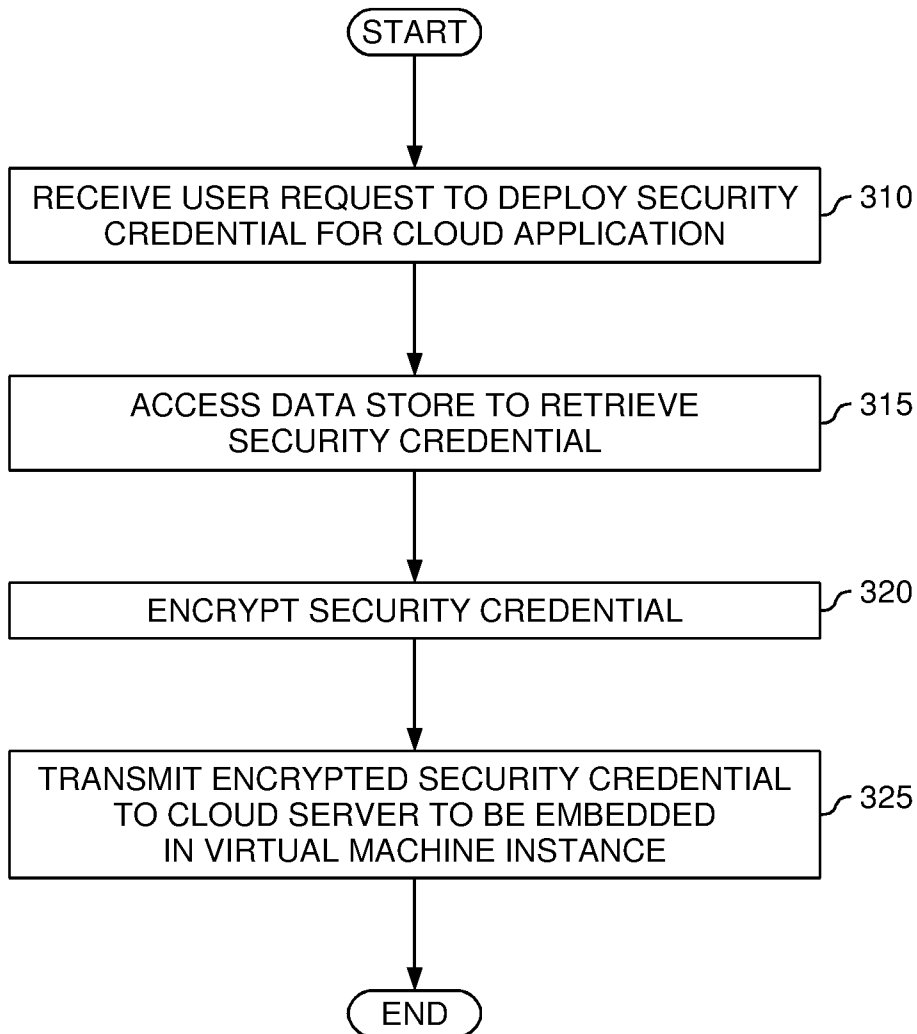 START
RECEIVE USER REQUEST TO DEPLOY SECURITY
CREDENTIAL FOR CLOUD APPLICATION
310
ACCESS DATA STORE TO RETRIEVE
SECURITY CREDENTIAL
315
ENCRYPT SECURITY CREDENTIAL
320
TRANSMIT ENCRYPTED SECURITY CREDENTIAL
TO CLOUD SERVER TO BE EMBEDDED
IN VIRTUAL MACHINE INSTANCE
325
END